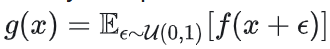 g(x) = 𝔼_{ϵ∼𝒰(0,1)}[f(x + ϵ)]